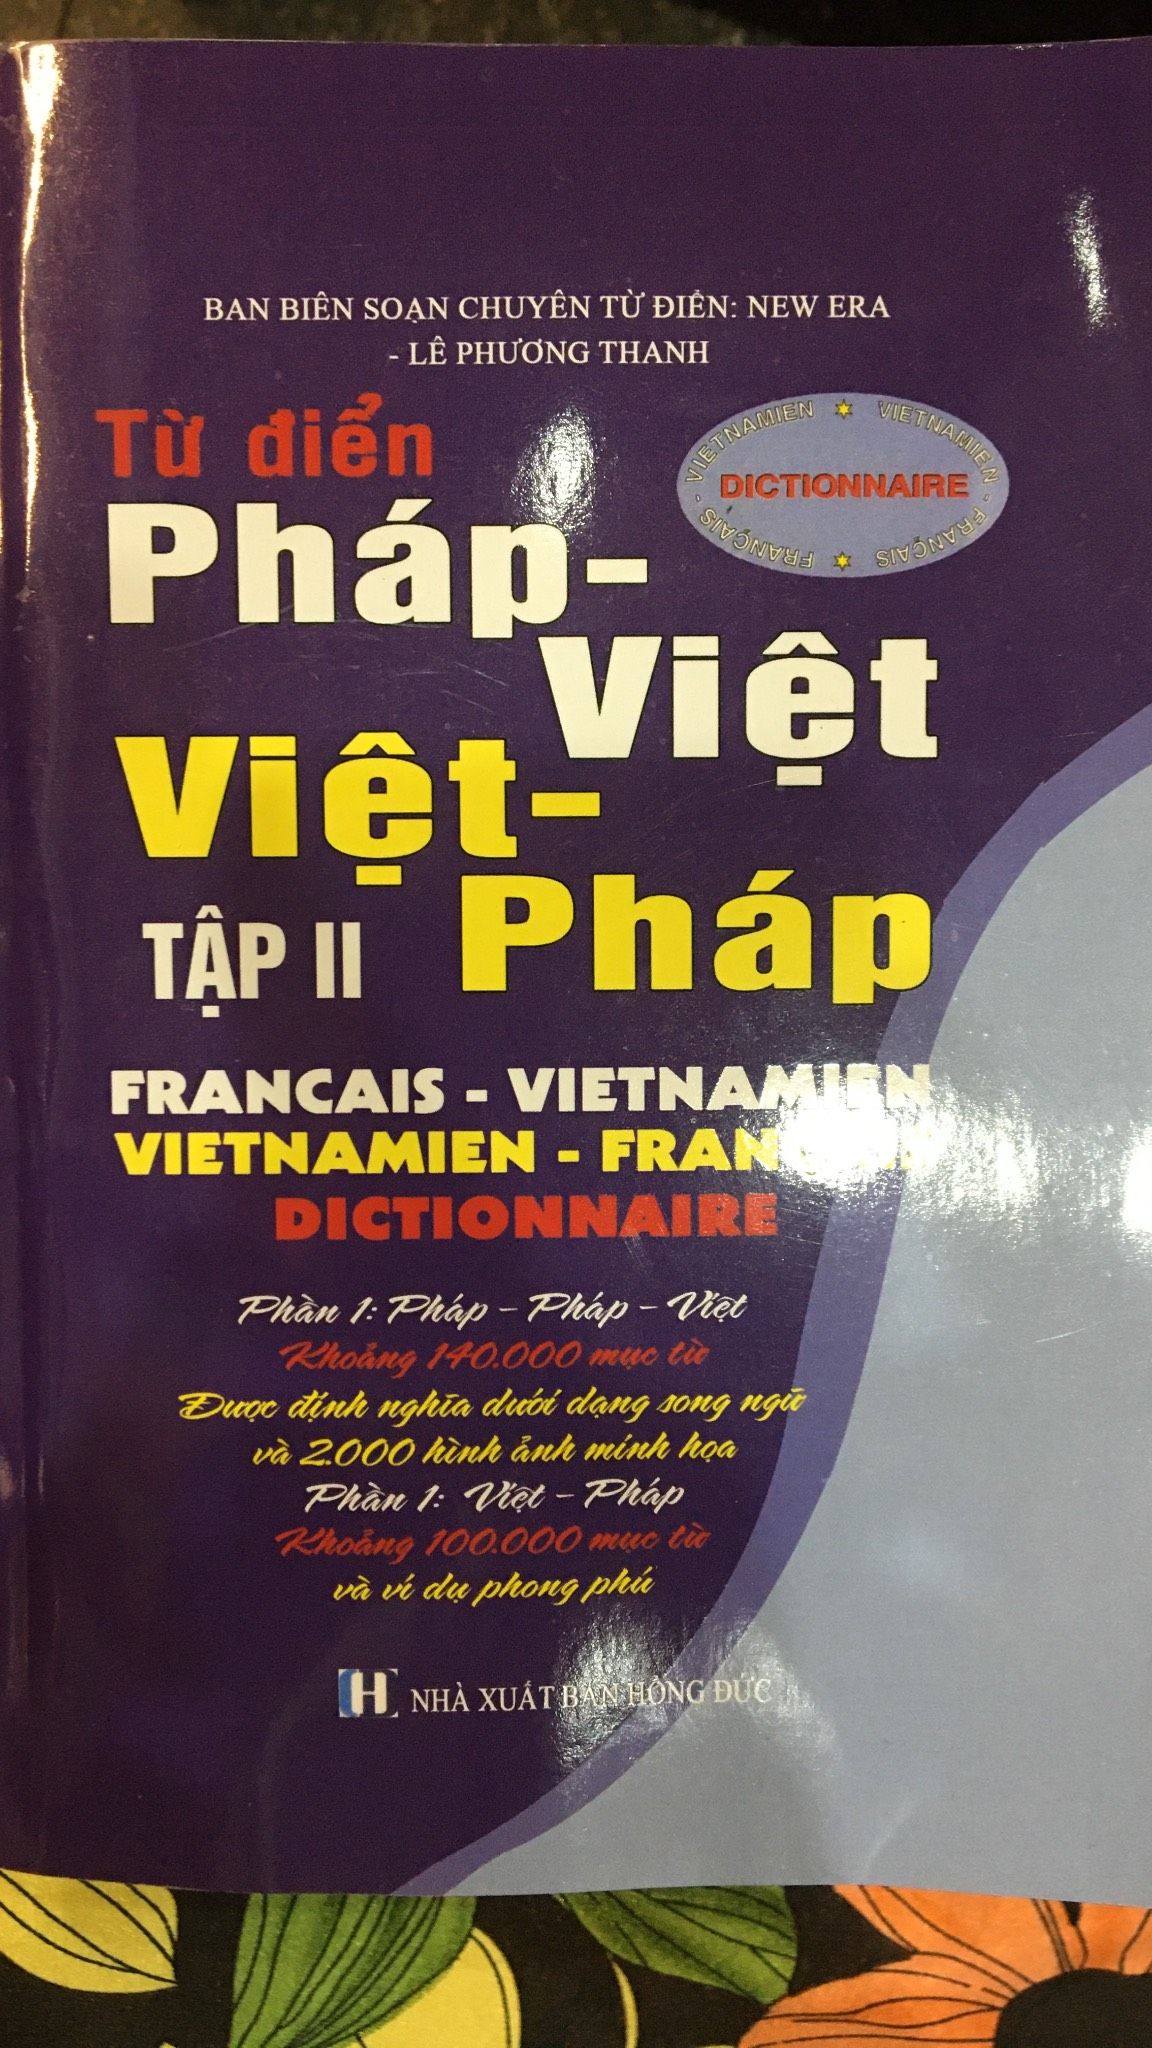 BAN BIÊN SOẠN CHUYÊN TỪ ĐIỂN: NEW ERA
- LÊ PHƯƠNG THANH
Từ điển
VIETNAMIEN ★ VIETNAMIEN - FRANÇAIS ★ FRANÇAIS -
DICTIONNAIRE
Pháp-
Việt
Việt-
Pháp
TẬP II
FRANCAIS - VIETNAMIEN
VIETNAMIEN -
DICTIONNAIRE
Phần 1: Pháp - Pháp - Việt
Khoảng 140.000 mục từ
Được định nghĩa dưới dạng song ngữ
và 2.000 hình ảnh minh họa
Phần 1: Việt - Pháp
Khoảng 100.000 mục từ
và ví dụ phong phú
H NHÀ XUẤT BẢN HỒNG ĐỨC